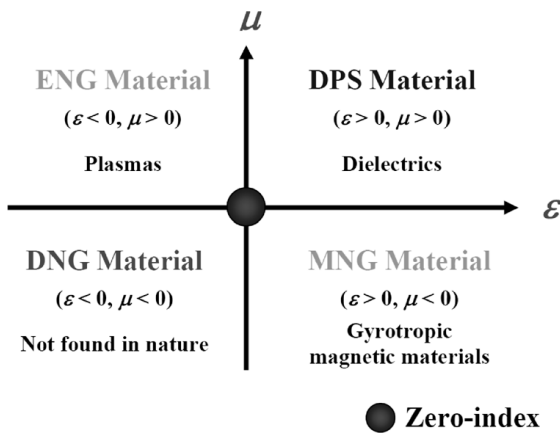 μ
ENG Material
(ε < 0, μ > 0)
Plasmas
DPS Material
(ε > 0, μ > 0)
Dielectrics
ε
DNG Material
(ε < 0, μ < 0)
Not found in nature
MNG Material
(ε > 0, μ < 0)
Gyrotropic
magnetic materials
Zero-index